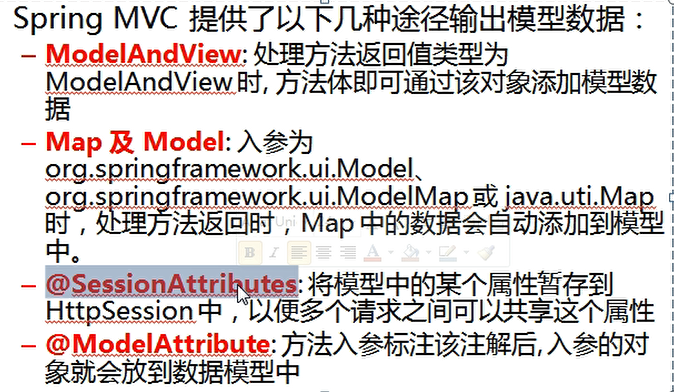 Spring MVC 提供了以下几种途径输出模型数据：
– ModelAndView: 处理方法返回值类型为
ModelAndView 时, 方法体即可通过该对象添加模型数
据
– Map 及 Model: 入参为
org.springframework.ui.Model、
org.springframework.ui.ModelMap 或 java.uti.Map
时，处理方法返回时，Map 中的数据会自动添加到模型
中。
– @SessionAttributes: 将模型中的某个属性暂存到
HttpSession 中，以便多个请求之间可以共享这个属性
– @ModelAttribute: 方法入参标注该注解后, 入参的对
象就会放到数据模型中